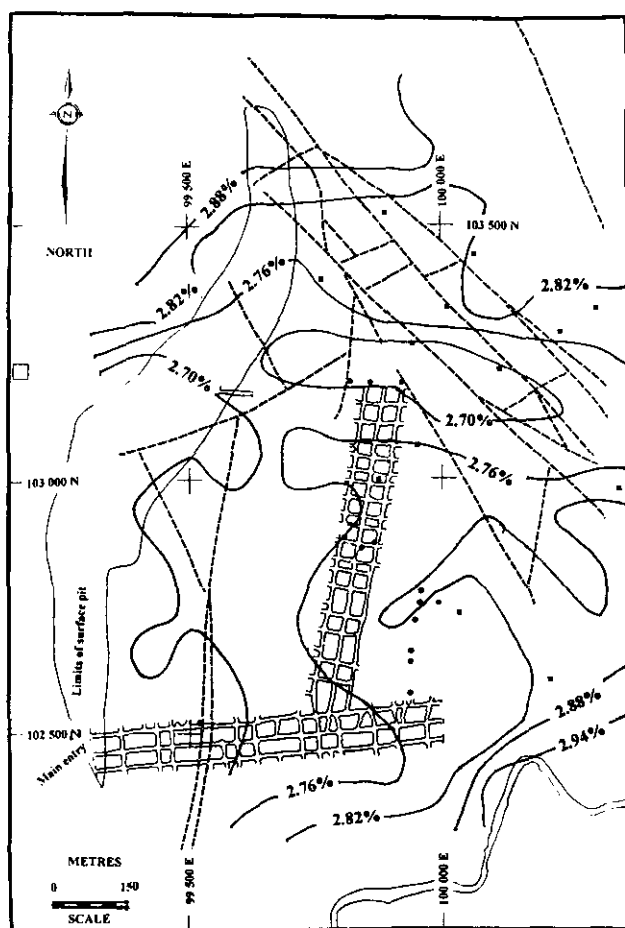 2.88%
99 500 E
100 000 E
103 500 N
Z
NORTH
2.76%
2.82%
2.82%
2.70%
2.70%
2.76%
103 000 N
Limits of surface pit
102 500 N
Main entry
2.88%
2.94%
2.76%
2.82%
METRES
0 150
SCALE
99 500 E
100 000 E